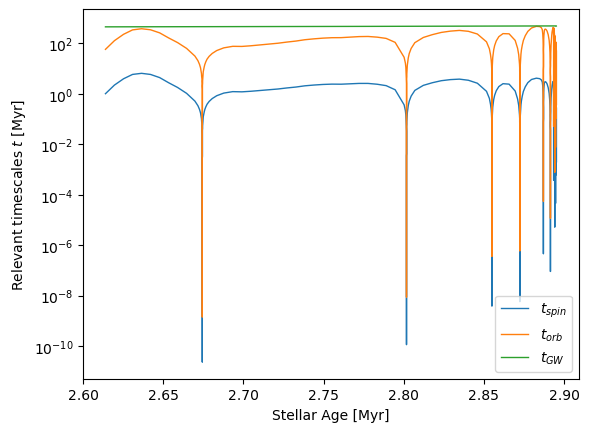 Relevant timescales t [Myr]
10^2
10^0
10^-2
10^-4
10^-6
10^-8
10^-10
t_spin
t_orb
t_GW
2.60 2.65 2.70 2.75 2.80 2.85 2.90
Stellar Age [Myr]